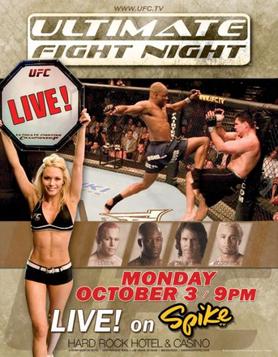 WWW.UFC.TV
ULTIMATE
FIGHT NIGHT
UFC
LIVE!
ULTIMATE FIGHTING
CHAMPIONSHIP
MONDAY
OCTOBER 3 / 9PM
LIVE! on Spike
HARD ROCK HOTEL & CASINO